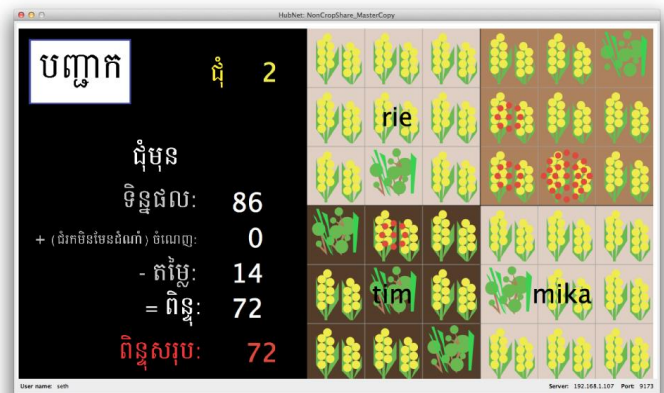 HubNet: NonCropShare_MasterCopy
បញ្ជាក
ជុំ 2
ជុំមុន
ទិន្នផល: 86
+ (ជំរកមិនមែនដំណាំ) ចំណេញ: 0
- តម្លៃ: 14
= ពិន្ទុ: 72
ពិន្ទុសរុប: 72
rie
tim
mika
User name: seth
Server: 192.168.1.107 Port: 9173